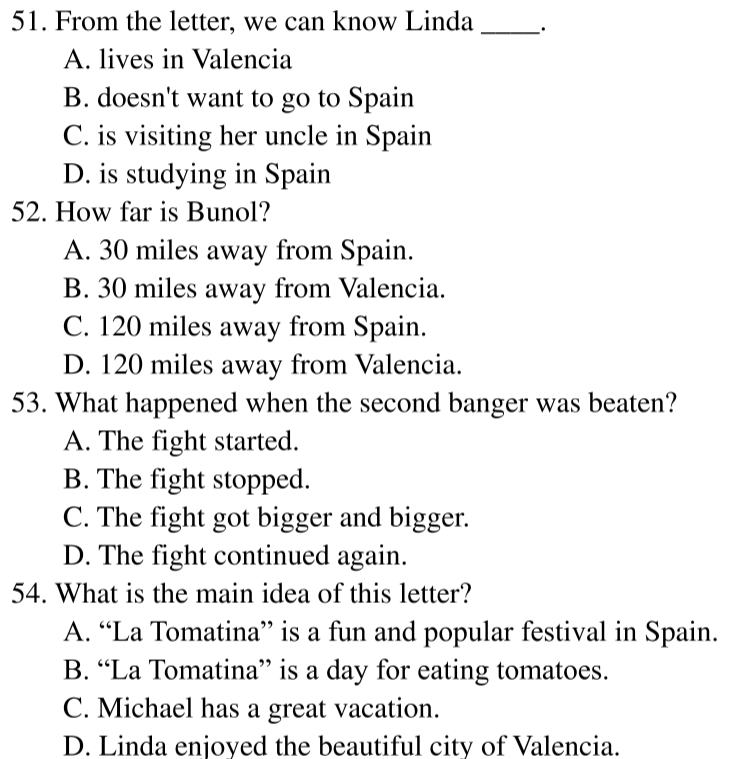 51. From the letter, we can know Linda _____.
A. lives in Valencia
B. doesn't want to go to Spain
C. is visiting her uncle in Spain
D. is studying in Spain
52. How far is Bunol?
A. 30 miles away from Spain.
B. 30 miles away from Valencia.
C. 120 miles away from Spain.
D. 120 miles away from Valencia.
53. What happened when the second banger was beaten?
A. The fight started.
B. The fight stopped.
C. The fight got bigger and bigger.
D. The fight continued again.
54. What is the main idea of this letter?
A. “La Tomatina” is a fun and popular festival in Spain.
B. “La Tomatina” is a day for eating tomatoes.
C. Michael has a great vacation.
D. Linda enjoyed the beautiful city of Valencia.